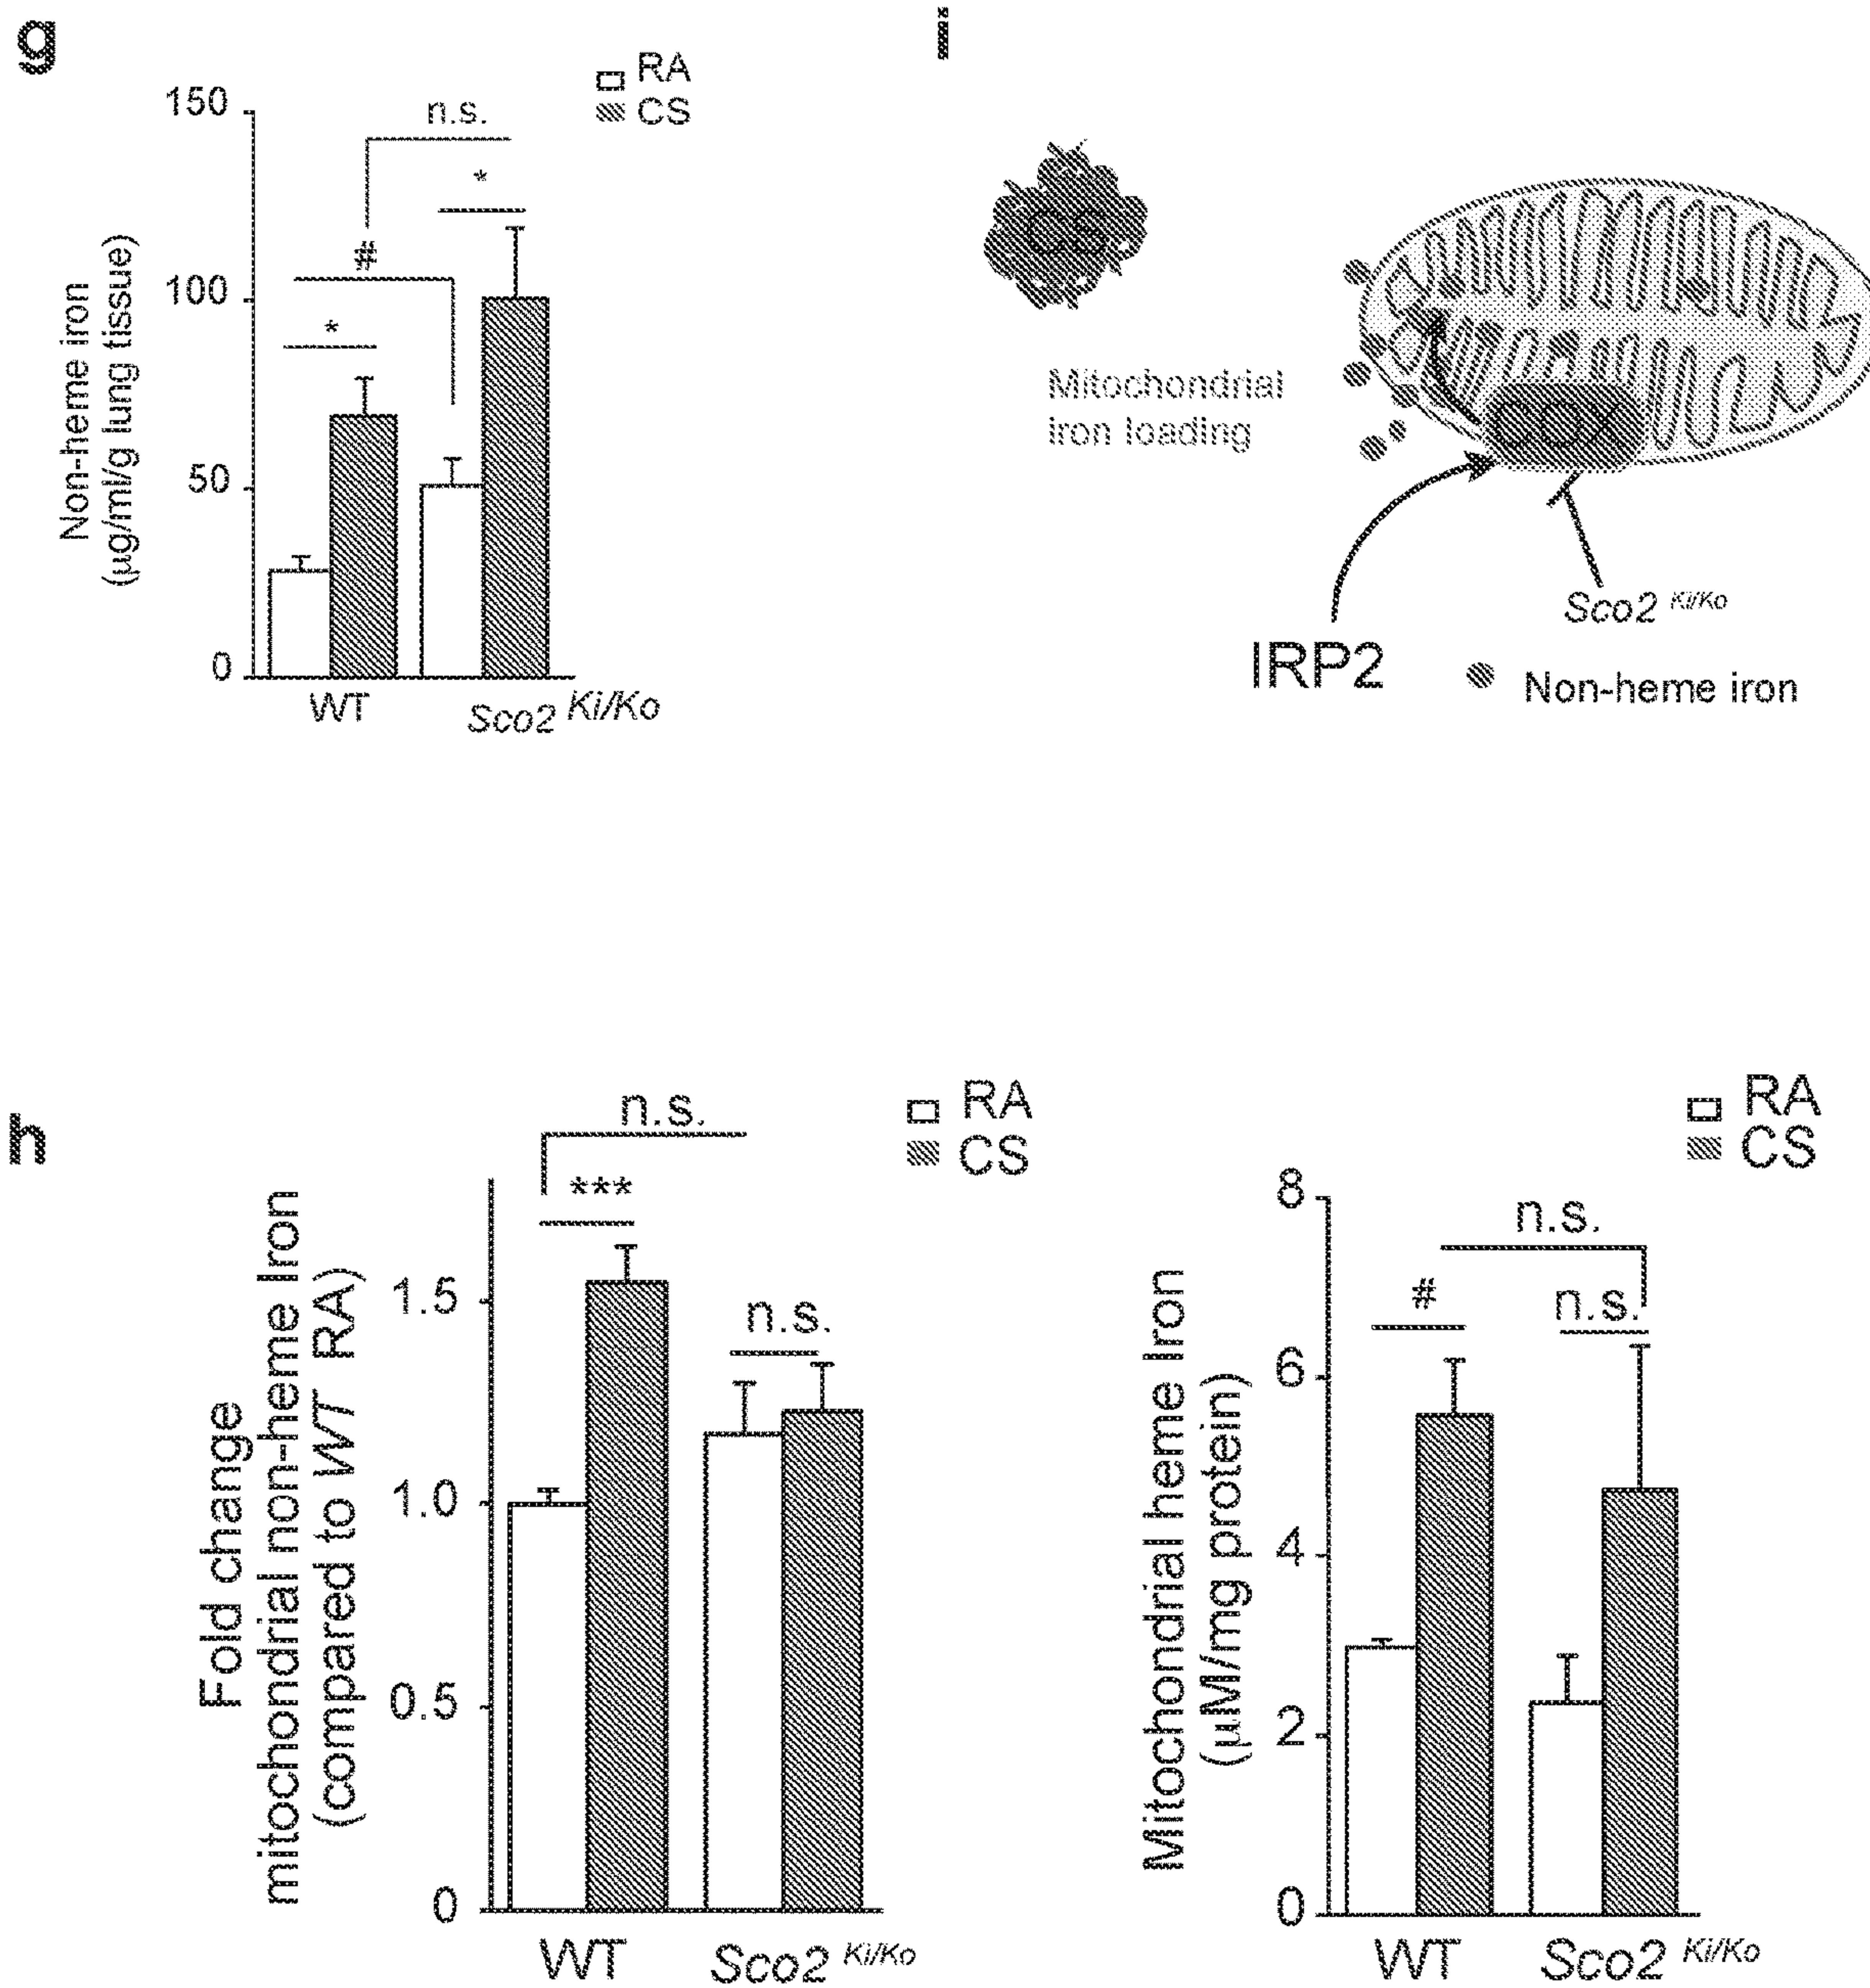 g
RA
CS
150
100
50
0
Non-heme iron
(µg/ml/g lung tissue)
n.s.
*
#
*
WT
Sco2 Ki/Ko
i
CS
Mitochondrial
iron loading
COX
Sco2 Ki/Ko
IRP2
Non-heme iron
h
RA
CS
n.s.
***
n.s.
1.5
1.0
0.5
0
Fold change
mitochondrial non-heme Iron
(compared to WT RA)
WT
Sco2 Ki/Ko
RA
CS
8
6
4
2
0
n.s.
#
n.s.
Mitochondrial heme Iron
(µM/mg protein)
WT
Sco2 Ki/Ko